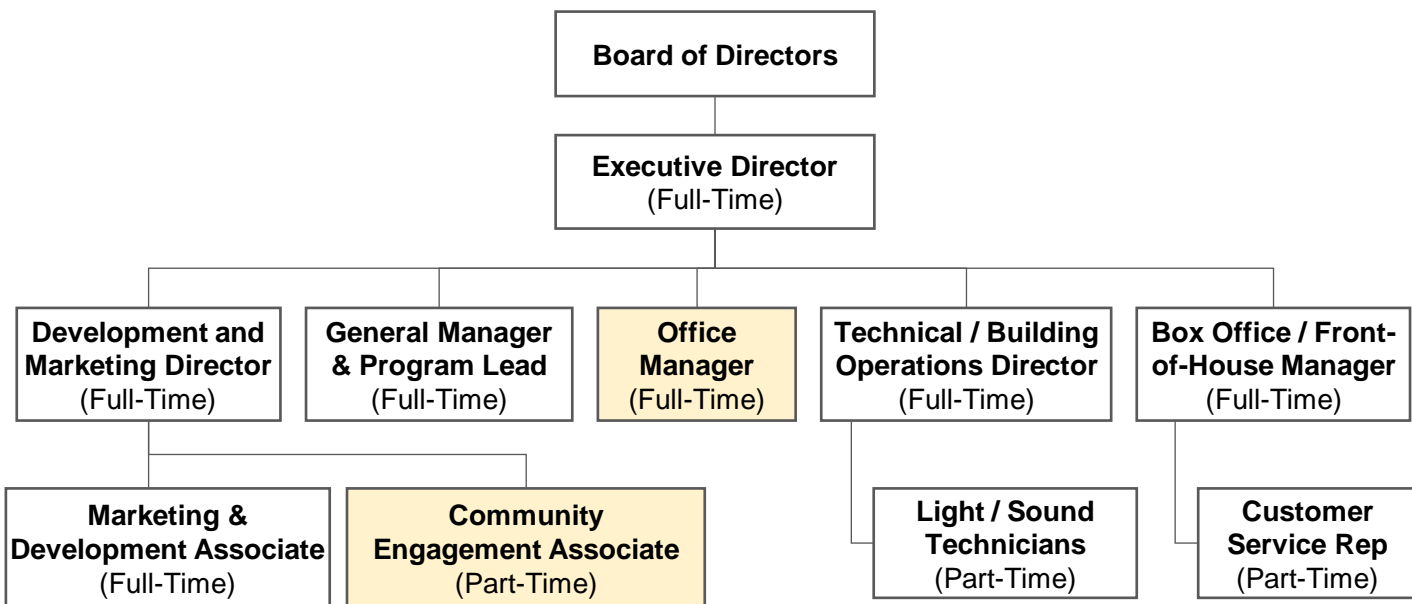 Board of Directors
Executive Director
(Full-Time)
Development and
Marketing Director
(Full-Time)
General Manager
& Program Lead
(Full-Time)
Office
Manager
(Full-Time)
Technical / Building
Operations Director
(Full-Time)
Box Office / Front-
of-House Manager
(Full-Time)
Marketing &
Development Associate
(Full-Time)
Community
Engagement Associate
(Part-Time)
Light / Sound
Technicians
(Part-Time)
Customer
Service Rep
(Part-Time)